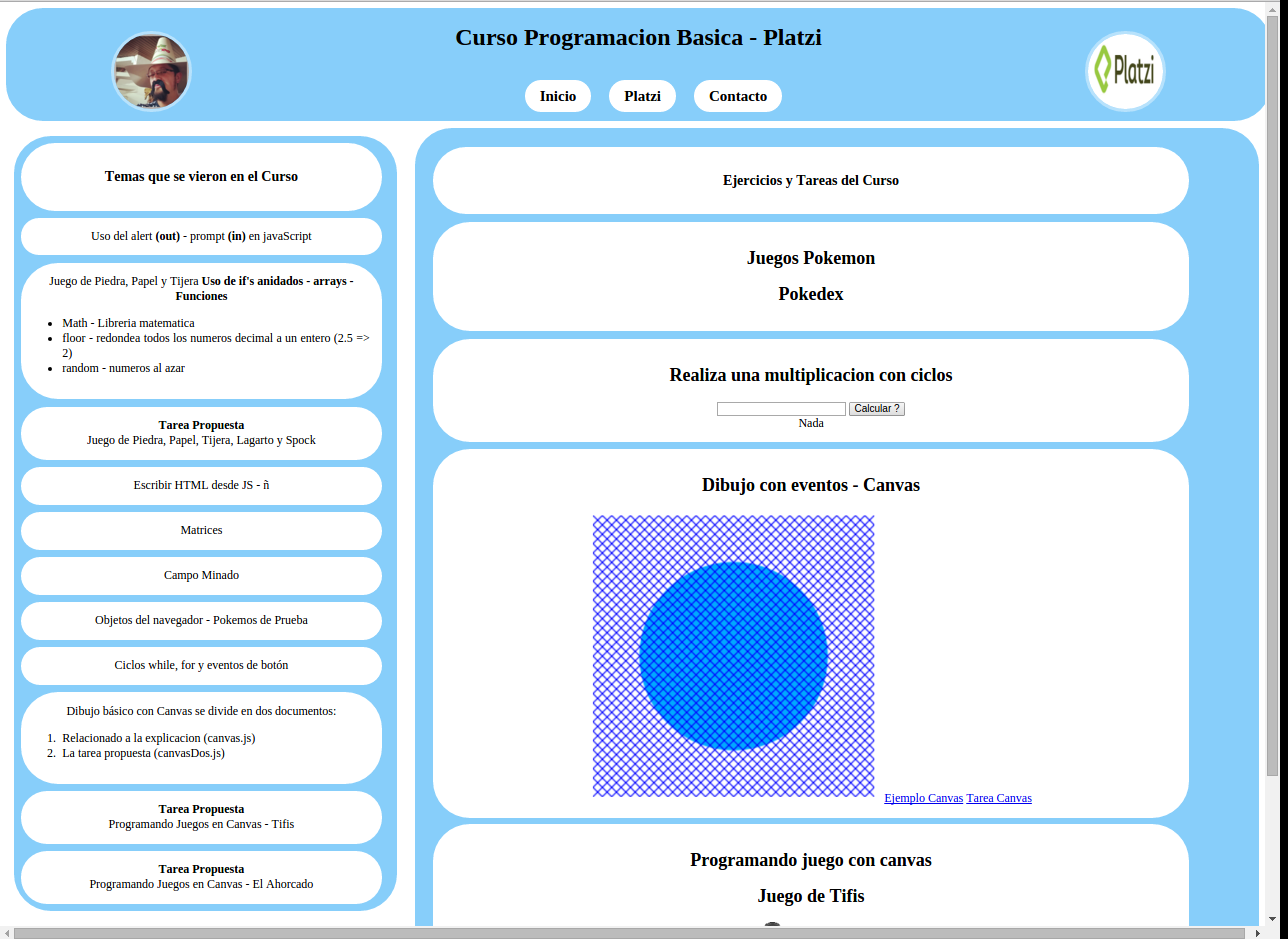 Curso Programacion Basica - Platzi
Platzi
Inicio
Platzi
Contacto
Temas que se vieron en el Curso
Uso del alert (out) - prompt (in) en javaScript
Juego de Piedra, Papel y Tijera Uso de if's anidados - arrays -
Funciones
Math - Libreria matematica
floor - redondea todos los numeros decimal a un entero (2.5 =>
2)
random - numeros al azar
Tarea Propuesta
Juego de Piedra, Papel, Tijera, Lagarto y Spock
Escribir HTML desde JS - ñ
Matrices
Campo Minado
Objetos del navegador - Pokemos de Prueba
Ciclos while, for y eventos de botón
Dibujo básico con Canvas se divide en dos documentos:
1. Relacionado a la explicacion (canvas.js)
2. La tarea propuesta (canvasDos.js)
Tarea Propuesta
Programando Juegos en Canvas - Tifis
Tarea Propuesta
Programando Juegos en Canvas - El Ahorcado
Ejercicios y Tareas del Curso
Juegos Pokemon
Pokedex
Realiza una multiplicacion con ciclos
Calcular ?
Nada
Dibujo con eventos - Canvas
Ejemplo Canvas Tarea Canvas
Programando juego con canvas
Juego de Tifis